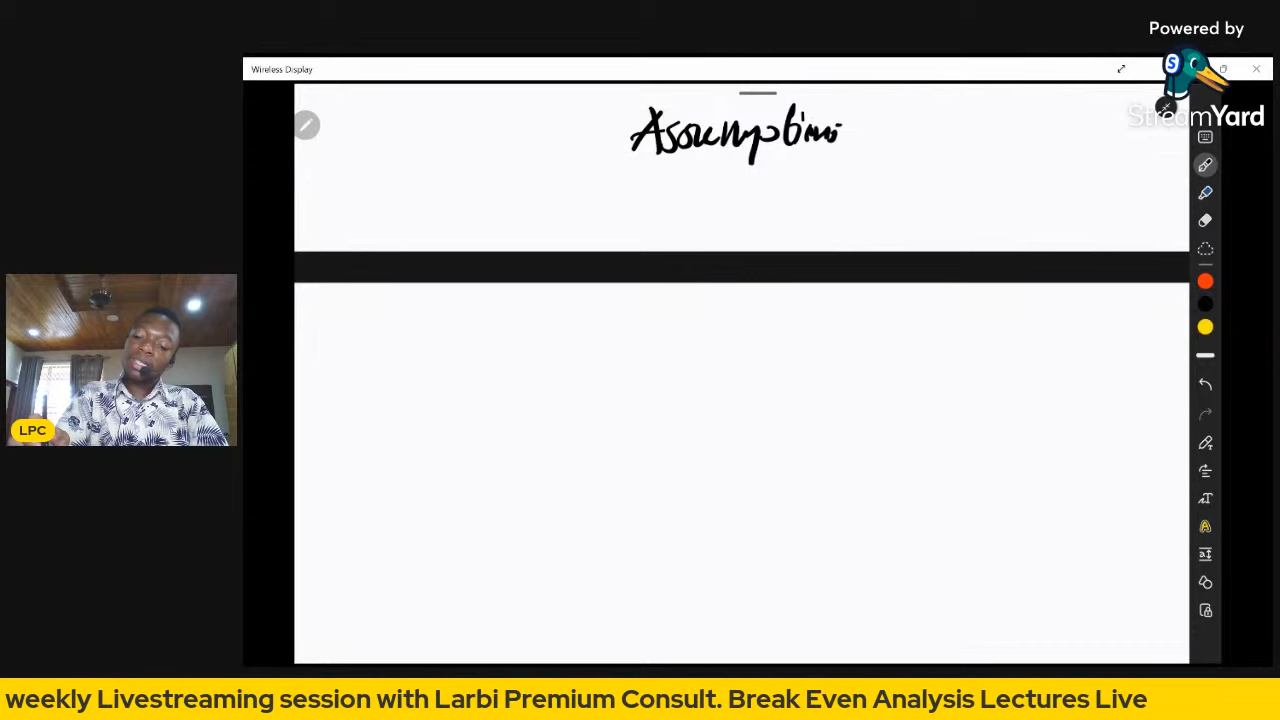 Powered by
Wireless Display
S
StreamYard
Assumptions
LPC
weekly Livestreaming session with Larbi Premium Consult. Break Even Analysis Lectures Live